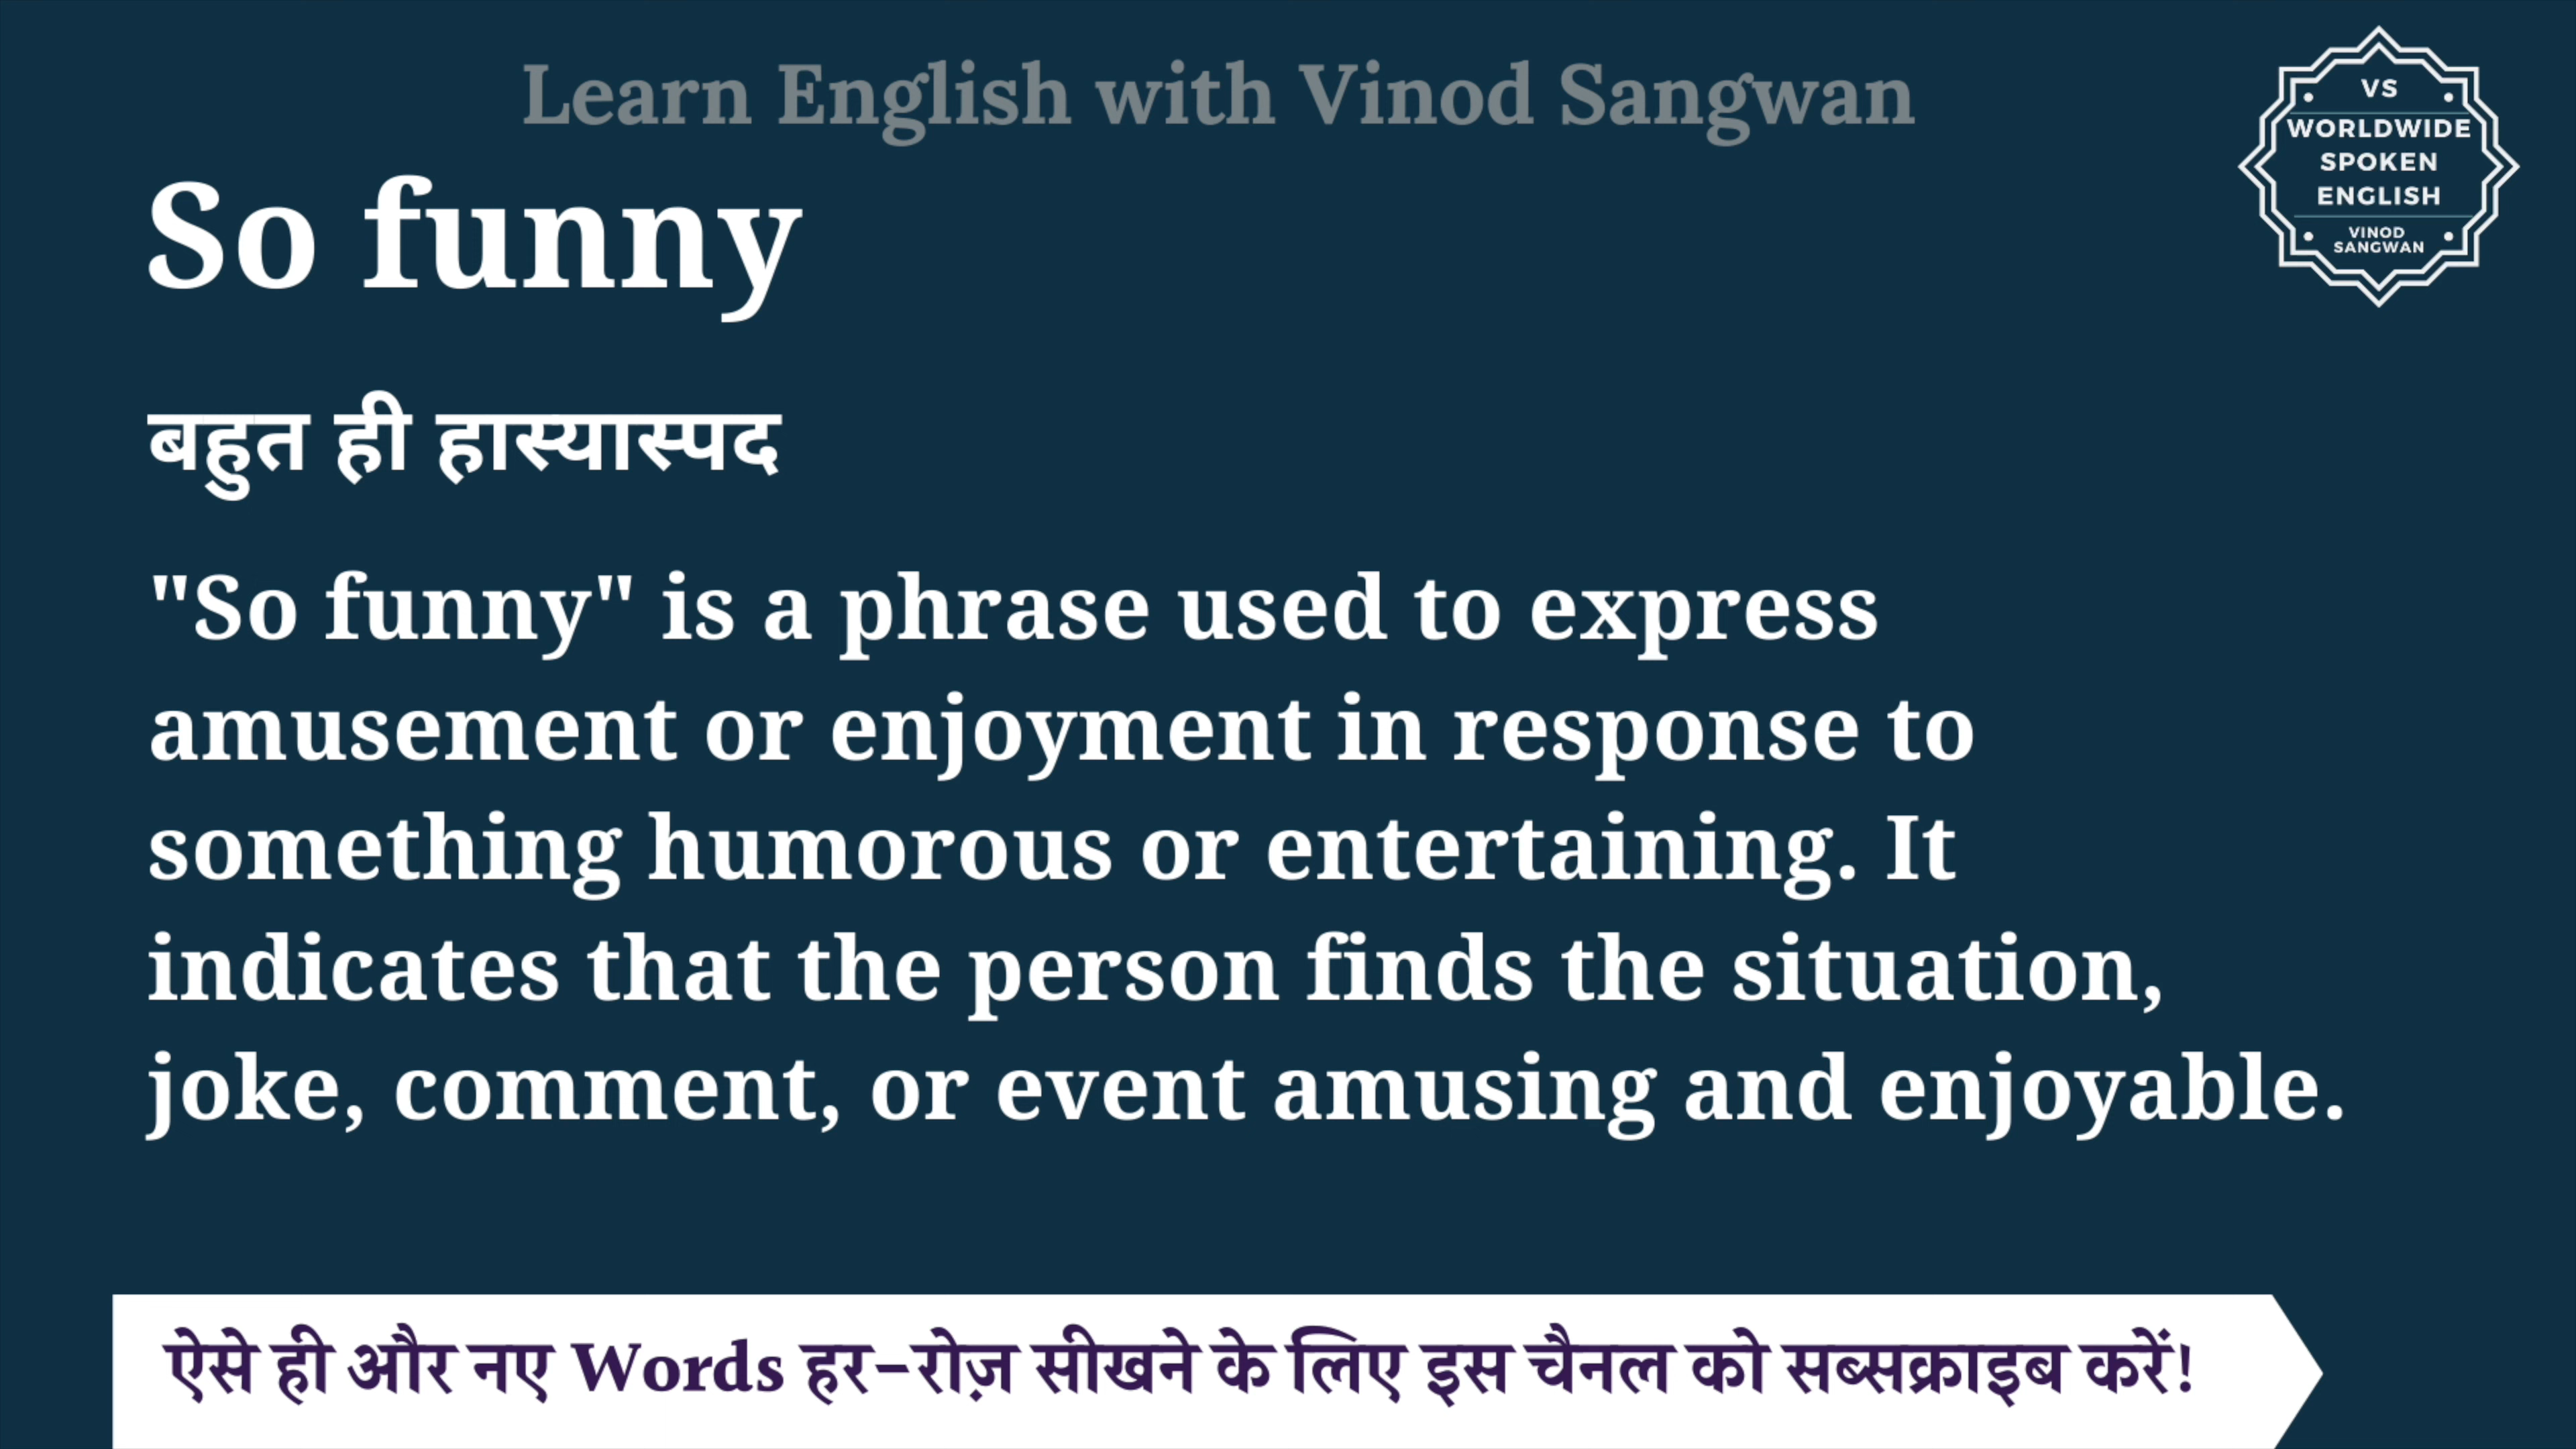 Learn English with Vinod Sangwan
VS
WORLDWIDE
SPOKEN
ENGLISH
VINOD
SANGWAN
So funny
बहुत ही हास्यास्पद
"So funny" is a phrase used to express
amusement or enjoyment in response to
something humorous or entertaining. It
indicates that the person finds the situation,
joke, comment, or event amusing and enjoyable.
ऐसे ही और नए Words हर-रोज़ सीखने के लिए इस चैनल को सब्सक्राइब करें!